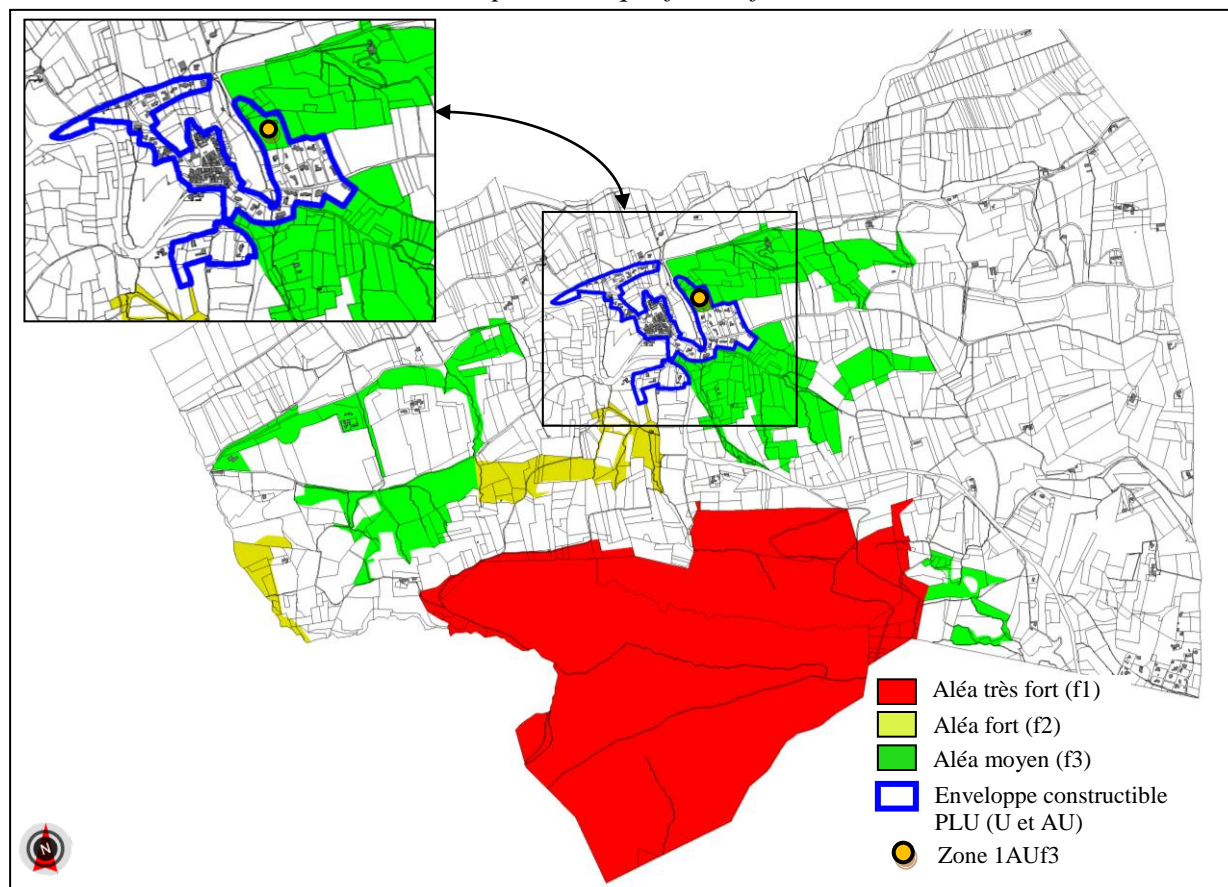 Aléa très fort (f1)
Aléa fort (f2)
Aléa moyen (f3)
Enveloppe constructible
PLU (U et AU)
Zone 1AUf3
N